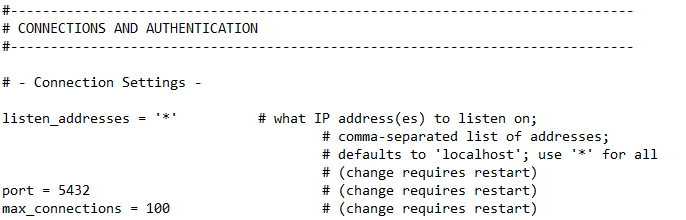 #------------------------------------------------------------------------------
# CONNECTIONS AND AUTHENTICATION
#------------------------------------------------------------------------------
# - Connection Settings -
listen_addresses = '*' # what IP address(es) to listen on;
# comma-separated list of addresses;
# defaults to 'localhost'; use '*' for all
# (change requires restart)
port = 5432 # (change requires restart)
max_connections = 100 # (change requires restart)